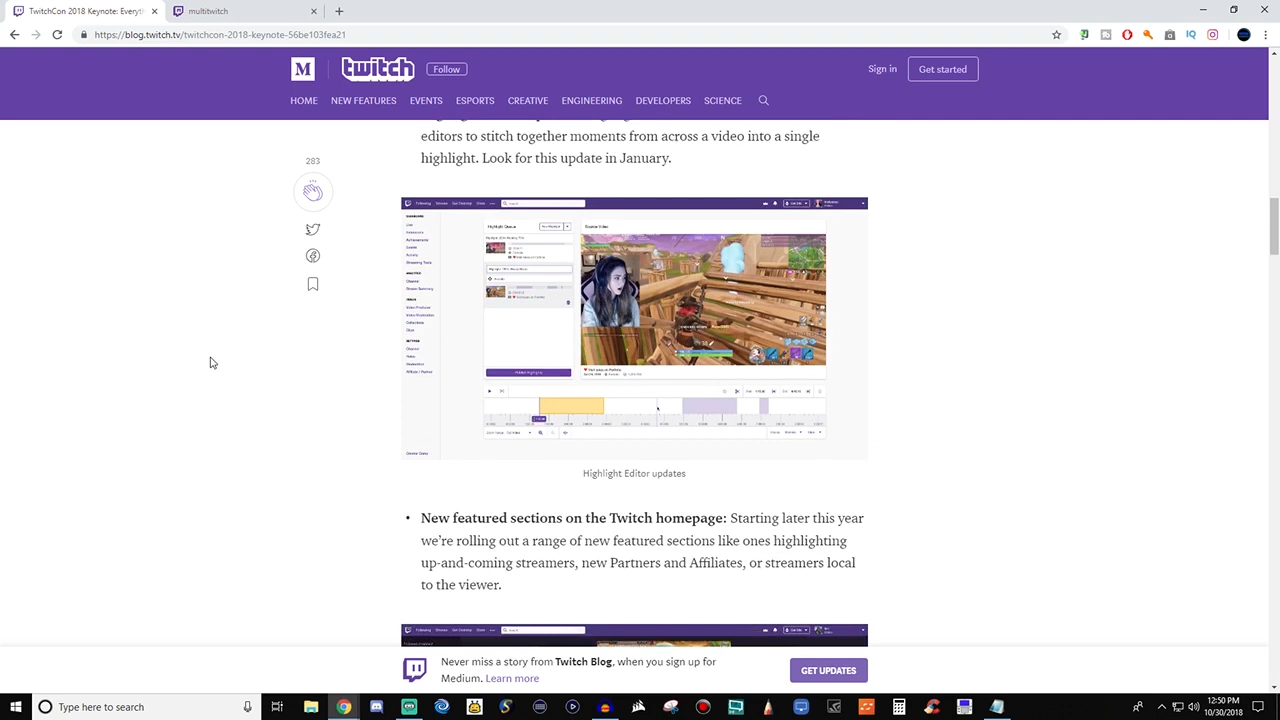 TwitchCon 2018 Keynote: Everyth
multitwitch
https://blog.twitch.tv/twitchcon-2018-keynote-56be103fea21
M
twitch
Follow
Sign in
Get started
HOME
NEW FEATURES
EVENTS
ESPORTS
CREATIVE
ENGINEERING
DEVELOPERS
SCIENCE
editors to stitch together moments from across a video into a single
highlight. Look for this update in January.
283
Highlight Queue
Source Video
Highlight Editor updates
• New featured sections on the Twitch homepage: Starting later this year
we're rolling out a range of new featured sections like ones highlighting
up-and-coming streamers, new Partners and Affiliates, or streamers local
to the viewer.
Never miss a story from Twitch Blog, when you sign up for
Medium. Learn more
GET UPDATES
Type here to search
12:50 PM
10/30/2018